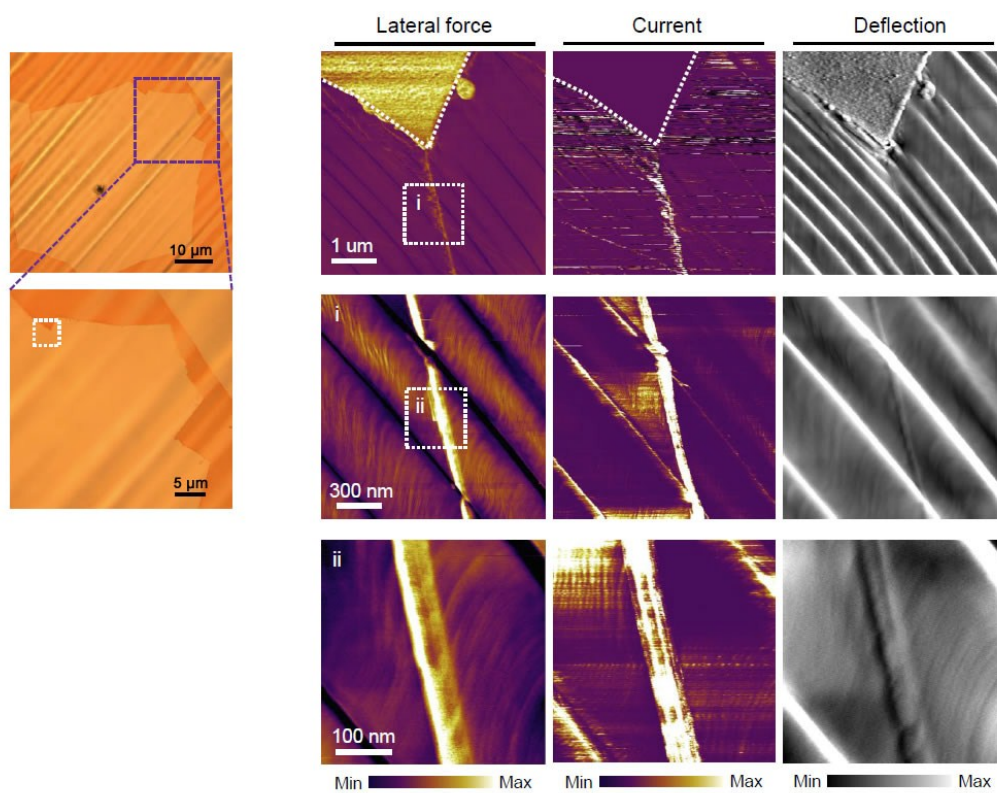 Lateral force
Current
Deflection
10 μm
i
1 um
5 μm
i
ii
300 nm
ii
100 nm
Min Max
Min Max
Min Max